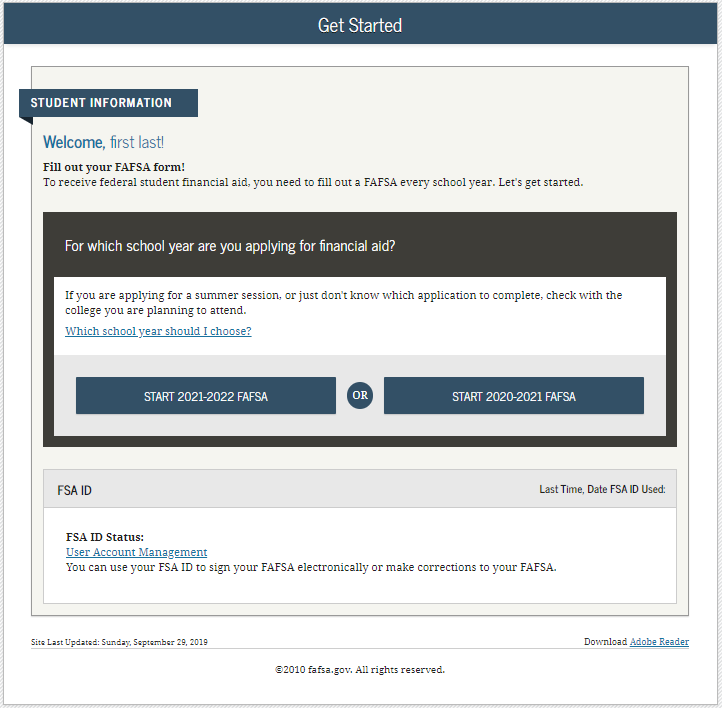 Get Started
STUDENT INFORMATION
Welcome, first last!
Fill out your FAFSA form!
To receive federal student financial aid, you need to fill out a FAFSA every school year. Let's get started.
For which school year are you applying for financial aid?
If you are applying for a summer session, or just don't know which application to complete, check with the
college you are planning to attend.
Which school year should I choose?
START 2021-2022 FAFSA OR START 2020-2021 FAFSA
FSA ID Last Time, Date FSA ID Used:
FSA ID Status:
User Account Management
You can use your FSA ID to sign your FAFSA electronically or make corrections to your FAFSA.
Site Last Updated: Sunday, September 29, 2019 Download Adobe Reader
©2010 fafsa.gov. All rights reserved.